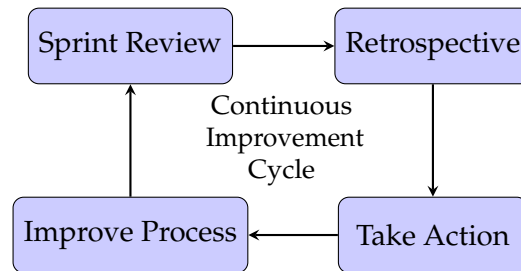 Sprint Review
Retrospective
Continuous
Improvement
Cycle
Improve Process
Take Action